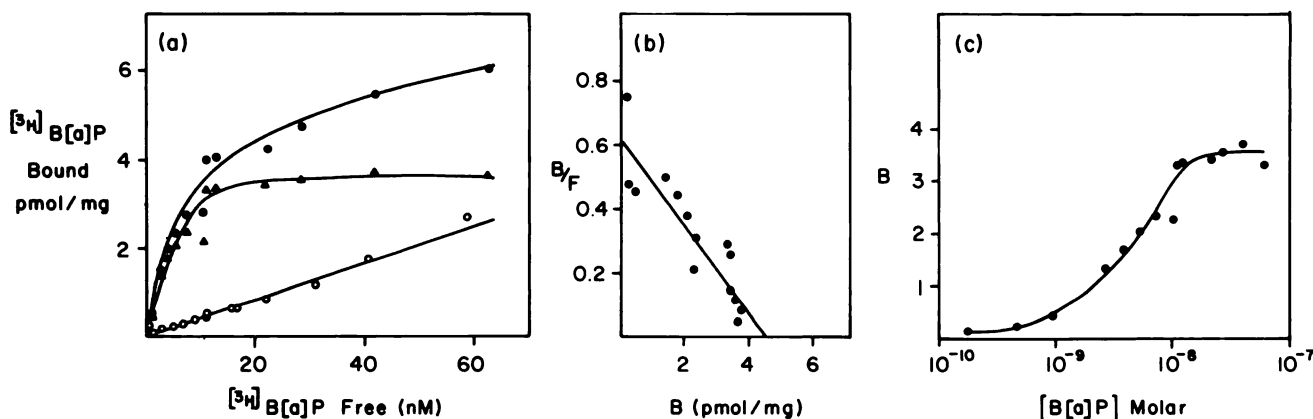 (a)
[³H] B[a]P
Bound
pmol/mg
6
4
2
20
40
60
[³H] B[a]P Free (nM)
(b)
B/F
0.8
0.6
0.4
0.2
2
4
6
B (pmol/mg)
(c)
B
4
3
2
1
10⁻¹⁰
10⁻⁹
10⁻⁸
10⁻⁷
[B[a]P] Molar